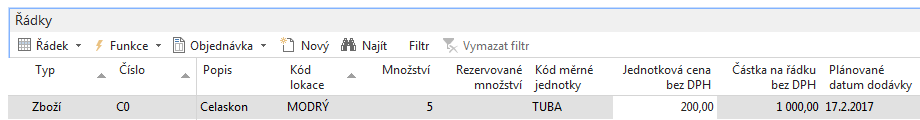 Řádky
Řádek Funkce Objednávka Nový Najít Filtr Vymazat filtr
Typ Číslo Popis Kód lokace Množství Rezervované množství Kód měrné jednotky Jednotková cena bez DPH Částka na řádku bez DPH Plánované datum dodávky
Zboží C0 Celaskon MODRÝ 5 TUBA 200,00 1 000,00 17.2.2017